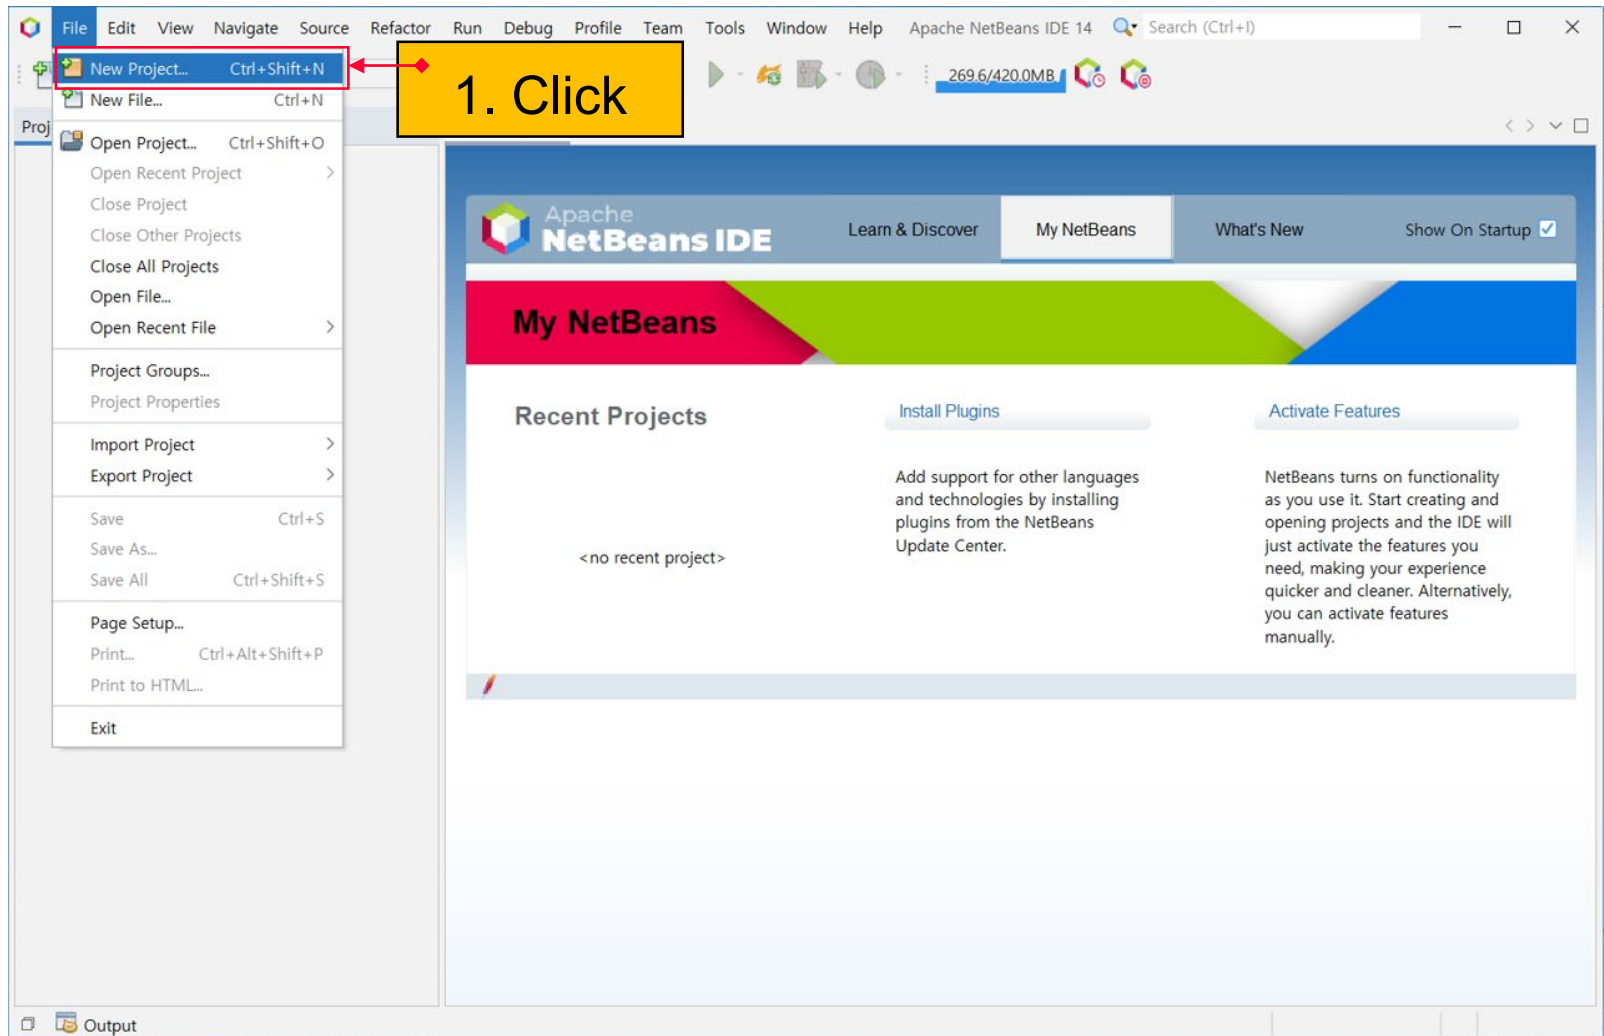 File Edit View Navigate Source Refactor Run Debug Profile Team Tools Window Help Apache NetBeans IDE 14 Search (Ctrl+I)
New Project... Ctrl+Shift+N
1. Click
269.6/420.0MB
New File... Ctrl+N
Proj
Open Project... Ctrl+Shift+O
Open Recent Project
Close Project
Close Other Projects
Close All Projects
Open File...
Open Recent File
Project Groups...
Project Properties
Import Project
Export Project
Save Ctrl+S
Save As...
Save All Ctrl+Shift+S
Page Setup...
Print... Ctrl+Alt+Shift+P
Print to HTML...
Exit
Apache
NetBeans IDE
Learn & Discover My NetBeans What's New Show On Startup
My NetBeans
Recent Projects
<no recent project>
Install Plugins
Add support for other languages
and technologies by installing
plugins from the NetBeans
Update Center.
Activate Features
NetBeans turns on functionality
as you use it. Start creating and
opening projects and the IDE will
just activate the features you
need, making your experience
quicker and cleaner. Alternatively,
you can activate features
manually.
Output